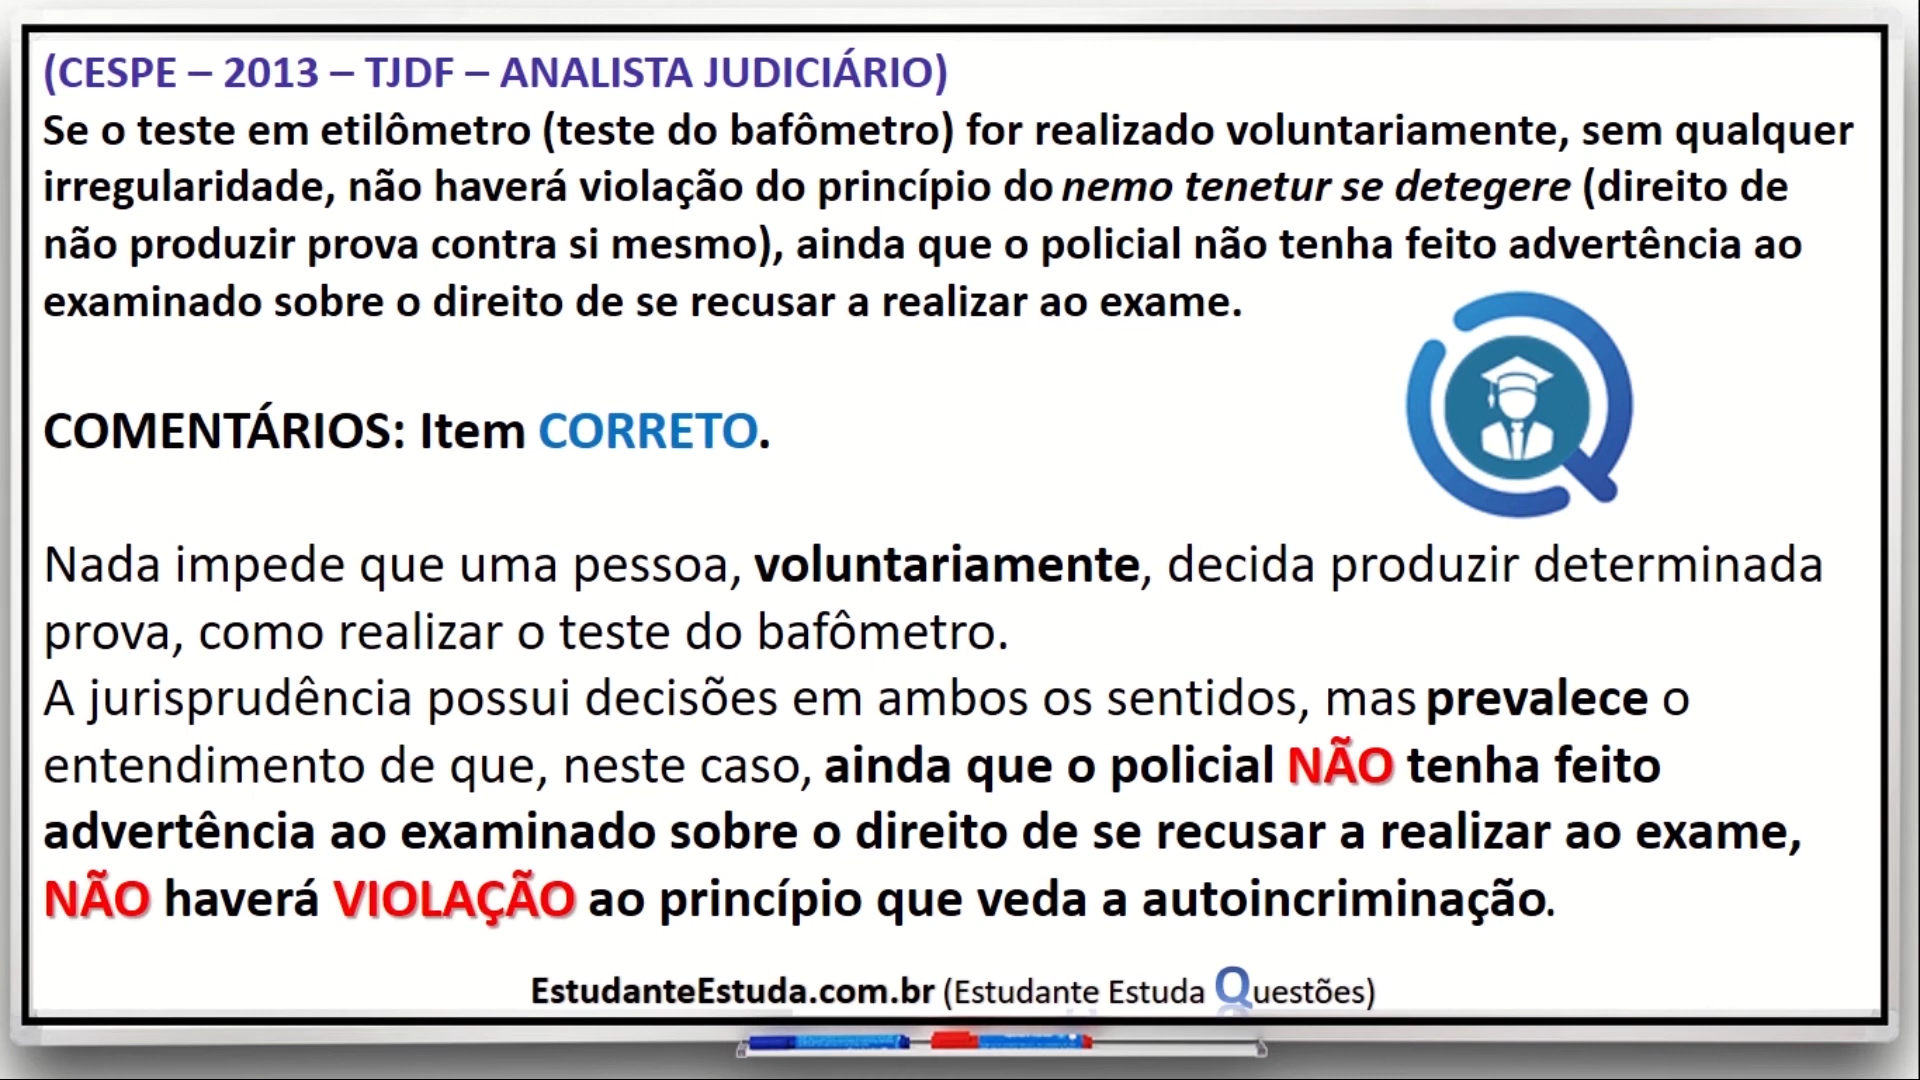 (CESPE – 2013 – TJDF – ANALISTA JUDICIÁRIO)
Se o teste em etilômetro (teste do bafômetro) for realizado voluntariamente, sem qualquer
irregularidade, não haverá violação do princípio do nemo tenetur se detegere (direito de
não produzir prova contra si mesmo), ainda que o policial não tenha feito advertência ao
examinado sobre o direito de se recusar a realizar ao exame.
COMENTÁRIOS: Item CORRETO.
Nada impede que uma pessoa, voluntariamente, decida produzir determinada
prova, como realizar o teste do bafômetro.
A jurisprudência possui decisões em ambos os sentidos, mas prevalece o
entendimento de que, neste caso, ainda que o policial NÃO tenha feito
advertência ao examinado sobre o direito de se recusar a realizar ao exame,
NÃO haverá VIOLAÇÃO ao princípio que veda a autoincriminação.
EstudanteEstuda.com.br (Estudante Estuda Questões)